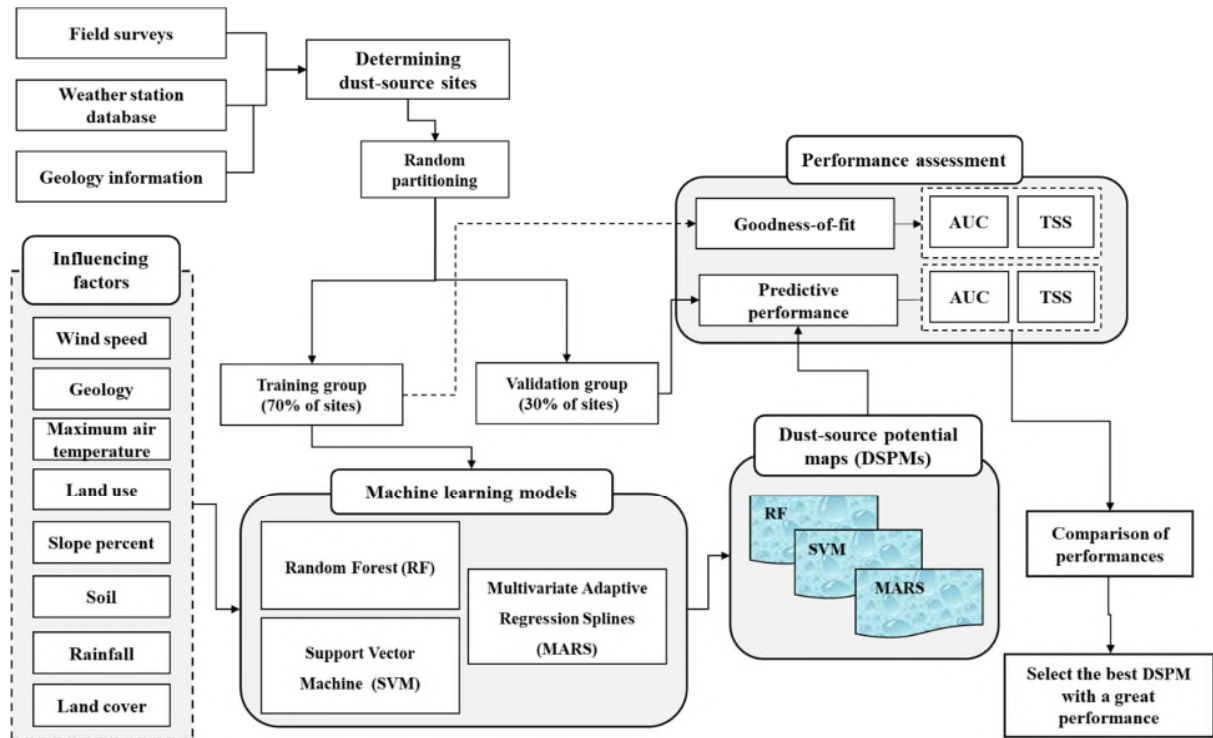 Field surveys
Weather station
database
Geology information
Determining
dust-source sites
Random
partitioning
Influencing
factors
Wind speed
Geology
Maximum air
temperature
Land use
Slope percent
Soil
Rainfall
Land cover
Training group
(70% of sites)
Validation group
(30% of sites)
Performance assessment
Goodness-of-fit
AUC
TSS
Predictive
performance
AUC
TSS
Machine learning models
Random Forest (RF)
Support Vector
Machine (SVM)
Multivariate Adaptive
Regression Splines
(MARS)
Dust-source potential
maps (DSPMs)
RF
SVM
MARS
Comparison of
performances
Select the best DSPM
with a great
performance